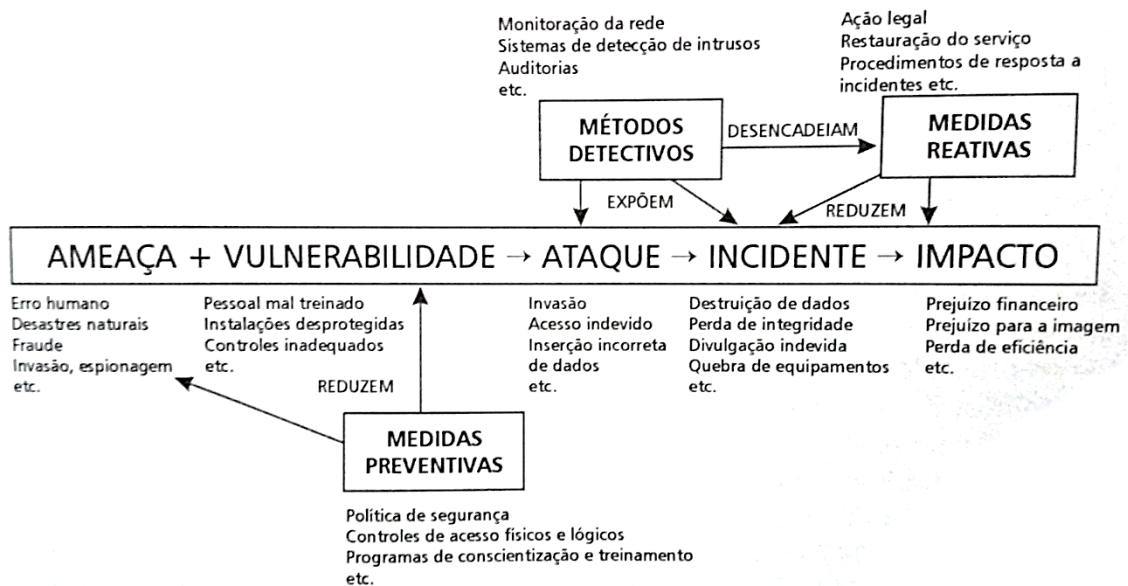 Monitoração da rede
Sistemas de detecção de intrusos
Auditorias
etc.
Ação legal
Restauração do serviço
Procedimentos de resposta a
incidentes etc.
MÉTODOS
DETECTIVOS
DESENCADEIAM
MEDIDAS
REATIVAS
EXPÕEM
REDUZEM
AMEAÇA + VULNERABILIDADE → ATAQUE → INCIDENTE → IMPACTO
Erro humano
Desastres naturais
Fraude
Invasão, espionagem
etc.
Pessoal mal treinado
Instalações desprotegidas
Controles inadequados
etc.
Invasão
Acesso indevido
Inserção incorreta
de dados
etc.
Destruição de dados
Perda de integridade
Divulgação indevida
Quebra de equipamentos
etc.
Prejuízo financeiro
Prejuízo para a imagem
Perda de eficiência
etc.
REDUZEM
MEDIDAS
PREVENTIVAS
Política de segurança
Controles de acesso físicos e lógicos
Programas de conscientização e treinamento
etc.